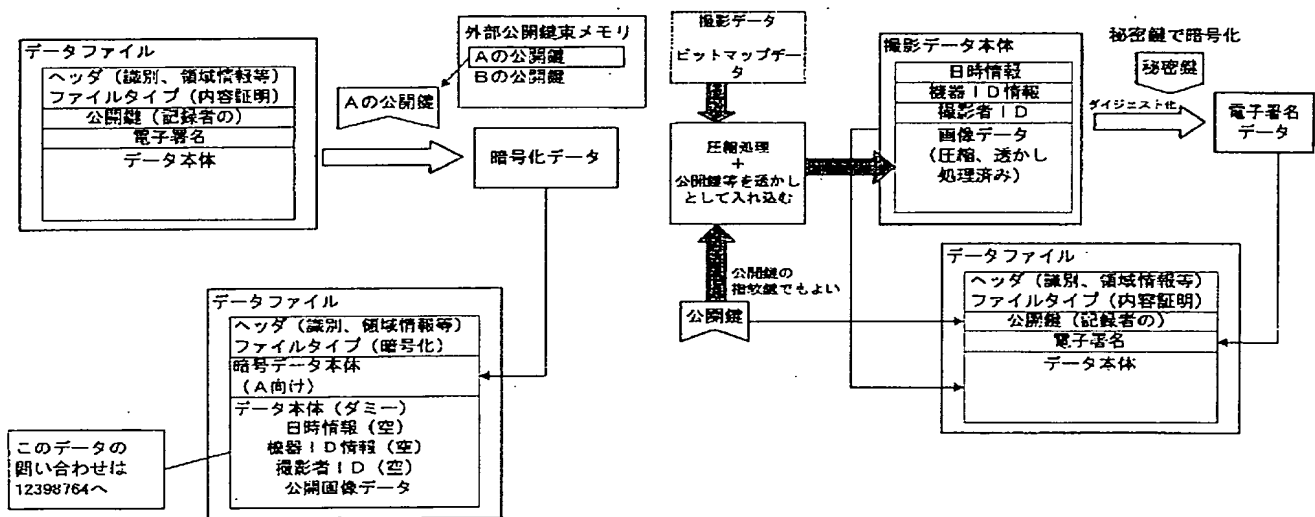 データファイル
ヘッダ（識別、領域情報等）
ファイルタイプ（内容証明）
公開鍵（記録者の）
電子署名
データ本体
外部公開鍵束メモリ
Aの公開鍵
Bの公開鍵
Aの公開鍵
暗号化データ
データファイル
ヘッダ（識別、領域情報等）
ファイルタイプ（暗号化）
暗号データ本体
（A向け）
データ本体（ダミー）
日時情報（空）
機器ID情報（空）
撮影者ID（空）
公開画像データ
このデータの
問い合わせは
12398764へ
撮影データ
ビットマップデー
タ
圧縮処理
＋
公開鍵等を透かし
として入れ込む
公開鍵の
指紋鍵でもよい
公開鍵
撮影データ本体
日時情報
機器ID情報
撮影者ID
画像データ
（圧縮、透かし
処理済み）
秘密鍵で暗号化
秘密鍵
ダイジェスト化
電子署名
データ
データファイル
ヘッダ（識別、領域情報等）
ファイルタイプ（内容証明）
公開鍵（記録者の）
電子署名
データ本体